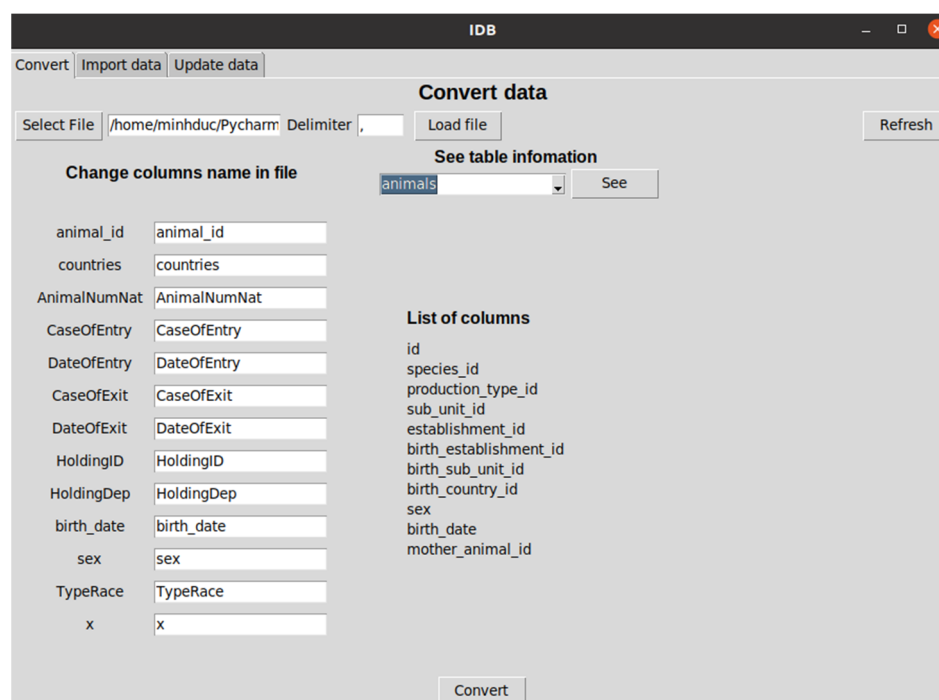 IDB
Convert Import data Update data
Convert data
Select File /home/minhduc/Pycharm Delimiter , Load file Refresh
See table infomation
Change columns name in file
animals See
animal_id animal_id
countries countries
AnimalNumNat AnimalNumNat
CaseOfEntry CaseOfEntry
DateOfEntry DateOfEntry
CaseOfExit CaseOfExit
DateOfExit DateOfExit
HoldingID HoldingID
HoldingDep HoldingDep
birth_date birth_date
sex sex
TypeRace TypeRace
x x
List of columns
id
species_id
production_type_id
sub_unit_id
establishment_id
birth_establishment_id
birth_sub_unit_id
birth_country_id
sex
birth_date
mother_animal_id
Convert